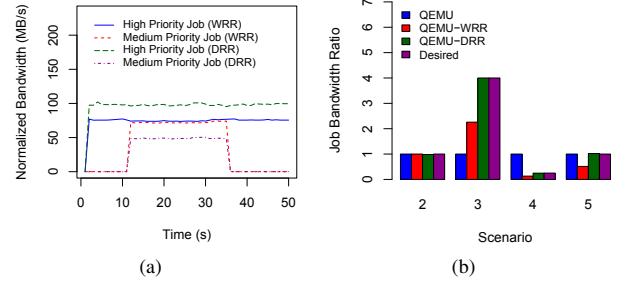 Normalized Bandwidth (MB/s)
0
50
100
150
200
High Priority Job (WRR)
Medium Priority Job (WRR)
High Priority Job (DRR)
Medium Priority Job (DRR)
0 10 20 30 40 50
Time (s)
(a)
Job Bandwidth Ratio
0
1
2
3
4
5
6
7
QEMU
QEMU-WRR
QEMU-DRR
Desired
2 3 4 5
Scenario
(b)